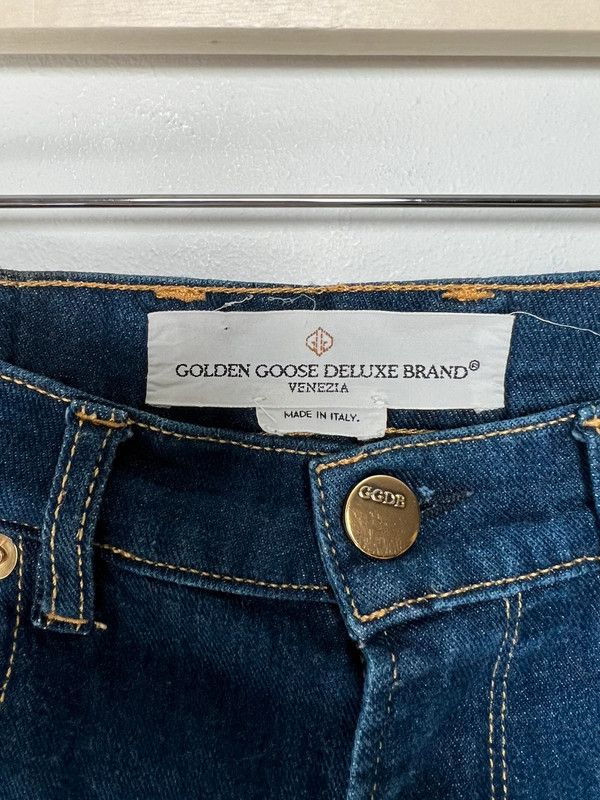 GOLDEN GOOSE DELUXE BRAND®
VENEZIA
MADE IN ITALY.
GGDB